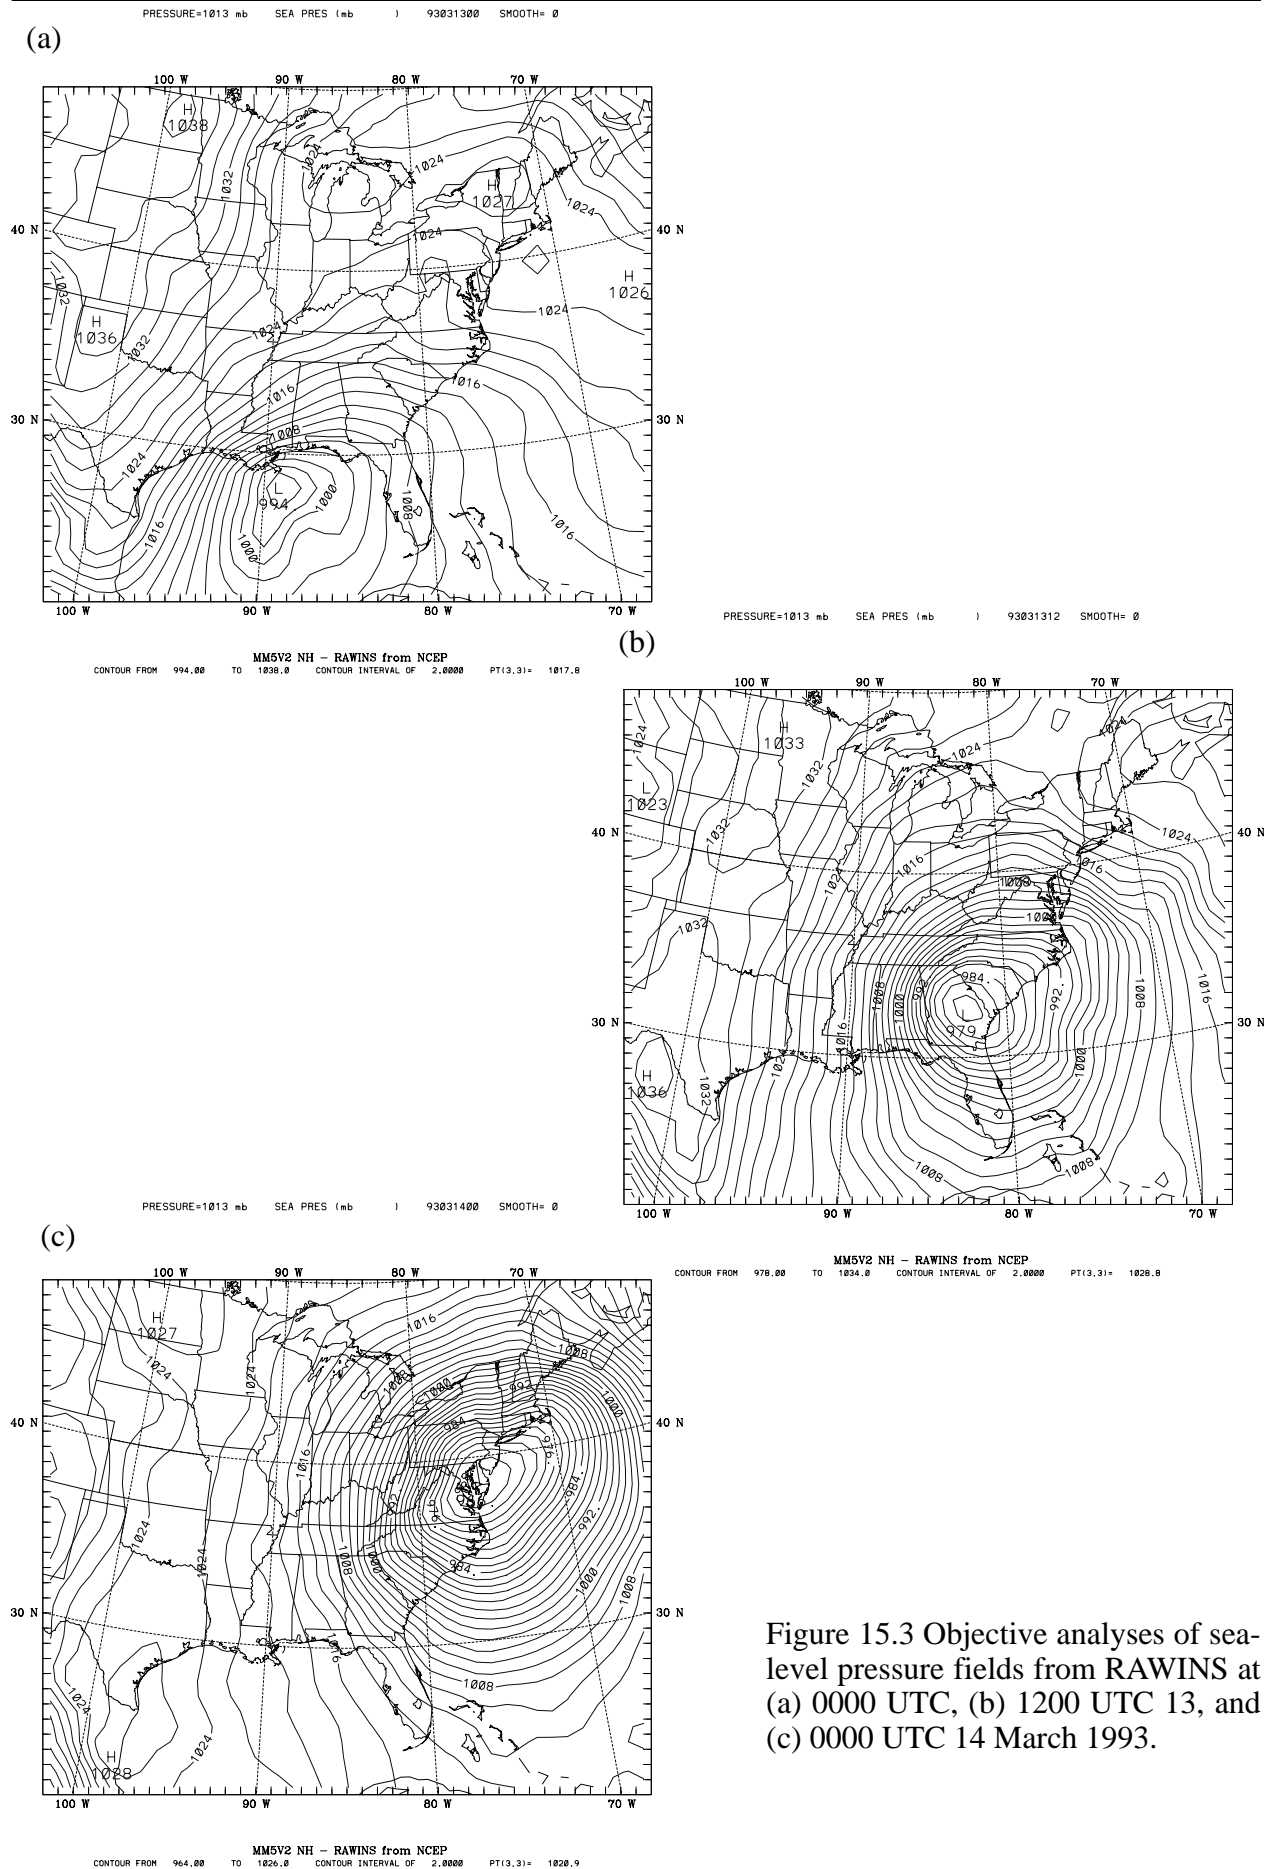 PRESSURE=1013 mb SEA PRES (mb ) 93031300 SMOOTH= 0
(a)
100 W 90 W 80 W 70 W
H
1038
1024
1024
1032
H
1027
1024
40 N 40 N
1024
H
1026
1032
1024
H
1036
1024
1032
1016
1016
30 N 30 N
1008
1024
L
994
1000
1008
1016
1016
1000
100 W 90 W 80 W 70 W
MM5V2 NH – RAWINS from NCEP
CONTOUR FROM 994.00 TO 1038.0 CONTOUR INTERVAL OF 2.0000 PT(3,3)= 1017.8
PRESSURE=1013 mb SEA PRES (mb ) 93031312 SMOOTH= 0
(b)
100 W 90 W 80 W 70 W
1024
H
1033
1024
1024
1032
L
1023
40 N 40 N
1032
1024
1016
1024
1016
1008
1000
1032
984.
992.
1008
1000
992
1008
1016
L
979
30 N 30 N
1016
1000
H
1036
1032
1008
1008
100 W 90 W 80 W 70 W
MM5V2 NH – RAWINS from NCEP
CONTOUR FROM 978.00 TO 1034.0 CONTOUR INTERVAL OF 2.0000 PT(3,3)= 1028.8
PRESSURE=1013 mb SEA PRES (mb ) 93031400 SMOOTH= 0
(c)
100 W 90 W 80 W 70 W
H
1027
1016
1008
1024
1024
1008
1000
992
1000
40 N 40 N
984
976.
1016
984.
992
976.
992.
1024
1024
1008
1000
984.
1000
1008
30 N 30 N
1016
1008
1024
1024
H
1028
100 W 90 W 80 W 70 W
MM5V2 NH – RAWINS from NCEP
CONTOUR FROM 964.00 TO 1026.0 CONTOUR INTERVAL OF 2.0000 PT(3,3)= 1020.9
Figure 15.3 Objective analyses of sea-
level pressure fields from RAWINS at
(a) 0000 UTC, (b) 1200 UTC 13, and
(c) 0000 UTC 14 March 1993.